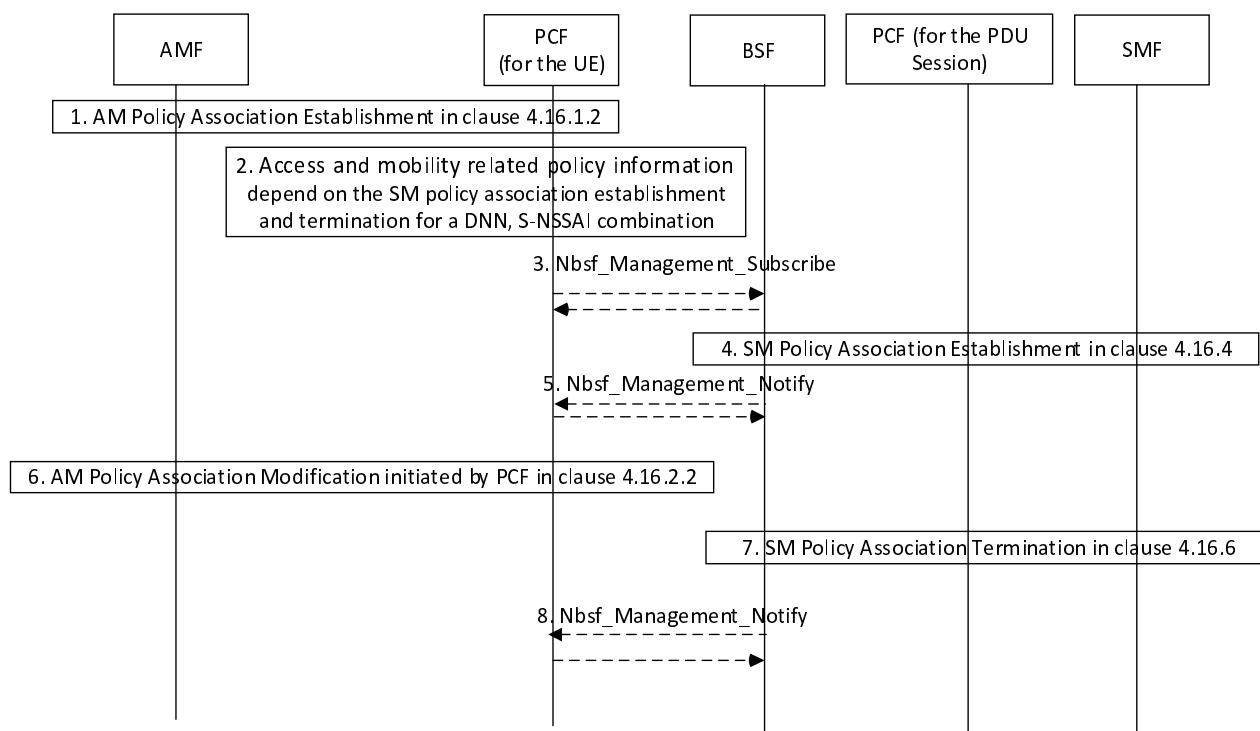 AMF
PCF
(for the UE)
BSF
PCF (for the PDU
Session)
SMF
1. AM Policy Association Establishment in clause 4.16.1.2
2. Access and mobility related policy information
depend on the SM policy association establishment
and termination for a DNN, S-NSSAI combination
3. Nbsf_Management_Subscribe
4. SM Policy Association Establishment in clause 4.16.4
5. Nbsf_Management_Notify
6. AM Policy Association Modification initiated by PCF in clause 4.16.2.2
7. SM Policy Association Termination in clause 4.16.6
8. Nbsf_Management_Notify